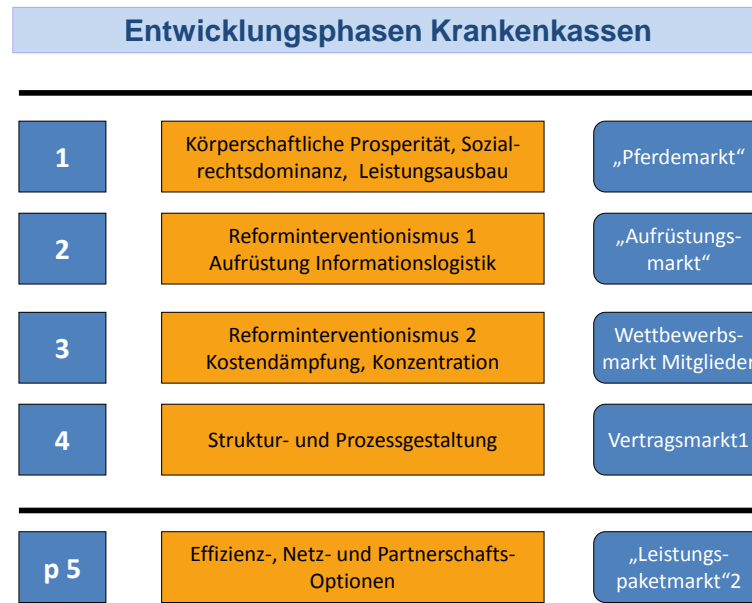 Entwicklungsphasen Krankenkassen
1
Körperschaftliche Prosperität, Sozial-
rechtsdominanz, Leistungsausbau
„Pferdemarkt“
2
Reforminterventionismus 1
Aufrüstung Informationslogistik
„Aufrüstungs-
markt“
3
Reforminterventionismus 2
Kostendämpfung, Konzentration
Wettbewerbs-
markt Mitglieder
4
Struktur- und Prozessgestaltung
Vertragsmarkt1
p 5
Effizienz-, Netz- und Partnerschafts-
Optionen
„Leistungs-
paketmarkt“2